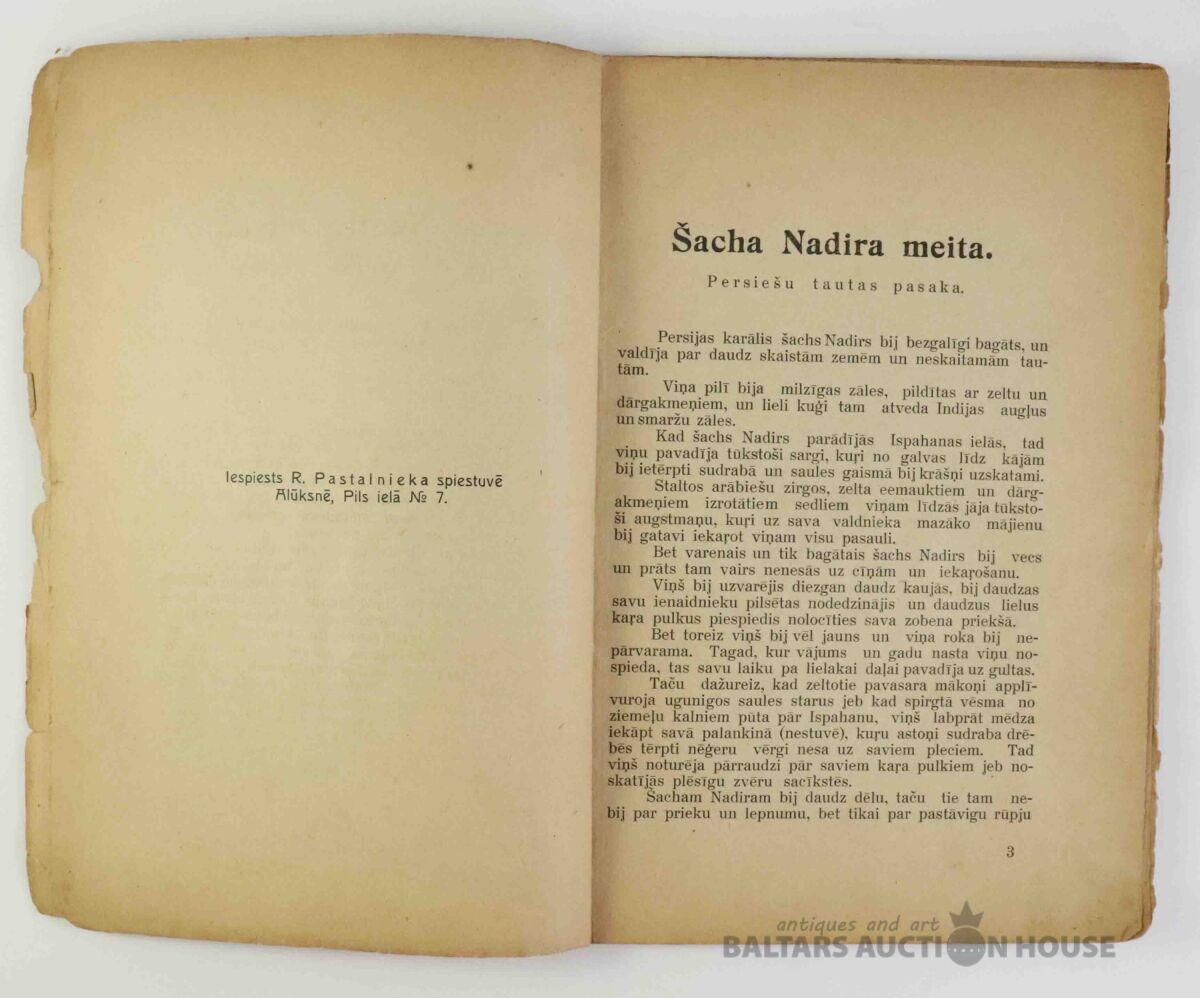 Iespiests R. Pastalnieka spiestuvē
Alūksnē, Pils ielā № 7.
Šacha Nadira meita.
Persiešu tautas pasaka.
Persijas karālis šachs Nadirs bij bezgalīgi bagāts, un
valdīja par daudz skaistām zemēm un neskaitamām tau-
tām.
Viņa pilī bija milzīgas zāles, pildītas ar zeltu un
dārgakmeņiem, un lieli kuģi tam atveda Indijas augļus
un smaržu zāles.
Kad šachs Nadirs parādījās Ispahanas ielās, tad
viņu pavadīja tūkstoši sargi, kuŗi no galvas līdz kājām
bij ietērpti sudrabā un saules gaismā bij krāšņi uzskatami.
Staltos arābiešu zirgos, zelta eemauktiem un dārg-
akmeņiem izrotātiem sedliem viņam līdzās jāja tūksto-
ši augstmaņu, kuŗi uz sava valdnieka mazāko mājienu
bij gatavi iekaŗot viņam visu pasauli.
Bet varenais un tik bagātais šachs Nadirs bij vecs
un prāts tam vairs nenesās uz cīņām un iekaŗošanu.
Viņš bij uzvarējis diezgan daudz kaujās, bij daudzas
savu ienaidnieku pilsētas nodedzinājis un daudzus lielus
kaŗa pulkus piespiedis nolocīties sava zobena priekšā.
Bet toreiz viņš bij vēl jauns un viņa roka bij ne-
pārvarama. Tagad, kur vājums un gadu nasta viņu no-
spieda, tas savu laiku pa lielakai daļai pavadīja uz gultas.
Taču dažureiz, kad zeltotie pavasara mākoņi applī-
vuroja ugunigos saules starus jeb kad spirgtā vēsma no
ziemeļu kalniem pūta pār Ispahanu, viņš labprāt mēdza
iekāpt savā palankinā (nestuvē), kuŗu astoņi sudraba drē-
bēs tērpti nēģeru vērgi nesa uz saviem pleciem. Tad
viņš noturēja pārraudzi pār saviem kaŗa pulkiem jeb no-
skatījās plēsīgu zvēru sacīkstēs.
Šacham Nadiram bij daudz dēlu, taču tie tam ne-
bij par prieku un lepnumu, bet tikai par pastāvigu rūpju
3
antiques and art
BALTARS AUCTION HOUSE